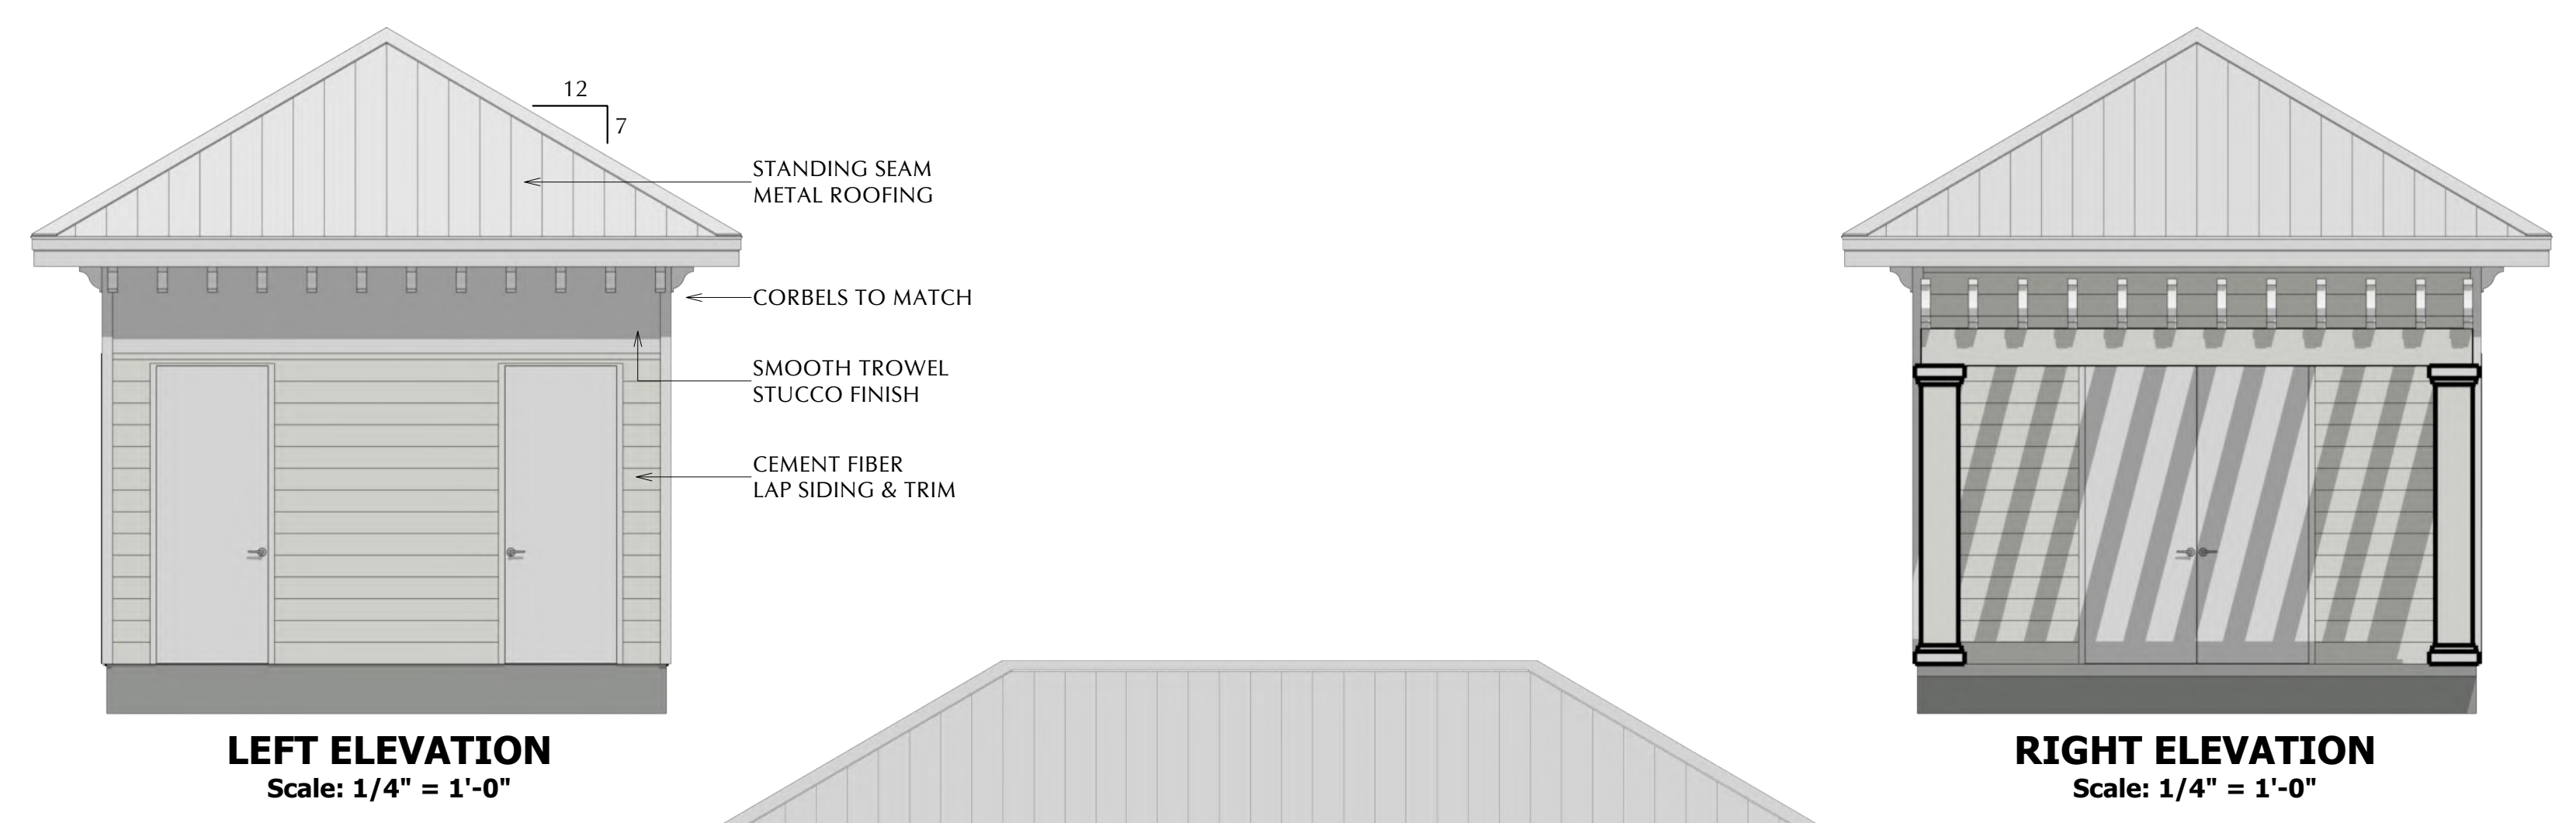 12
7
STANDING SEAM
METAL ROOFING
CORBELS TO MATCH
SMOOTH TROWEL
STUCCO FINISH
CEMENT FIBER
LAP SIDING & TRIM
LEFT ELEVATION
Scale: 1/4" = 1'-0"
RIGHT ELEVATION
Scale: 1/4" = 1'-0"